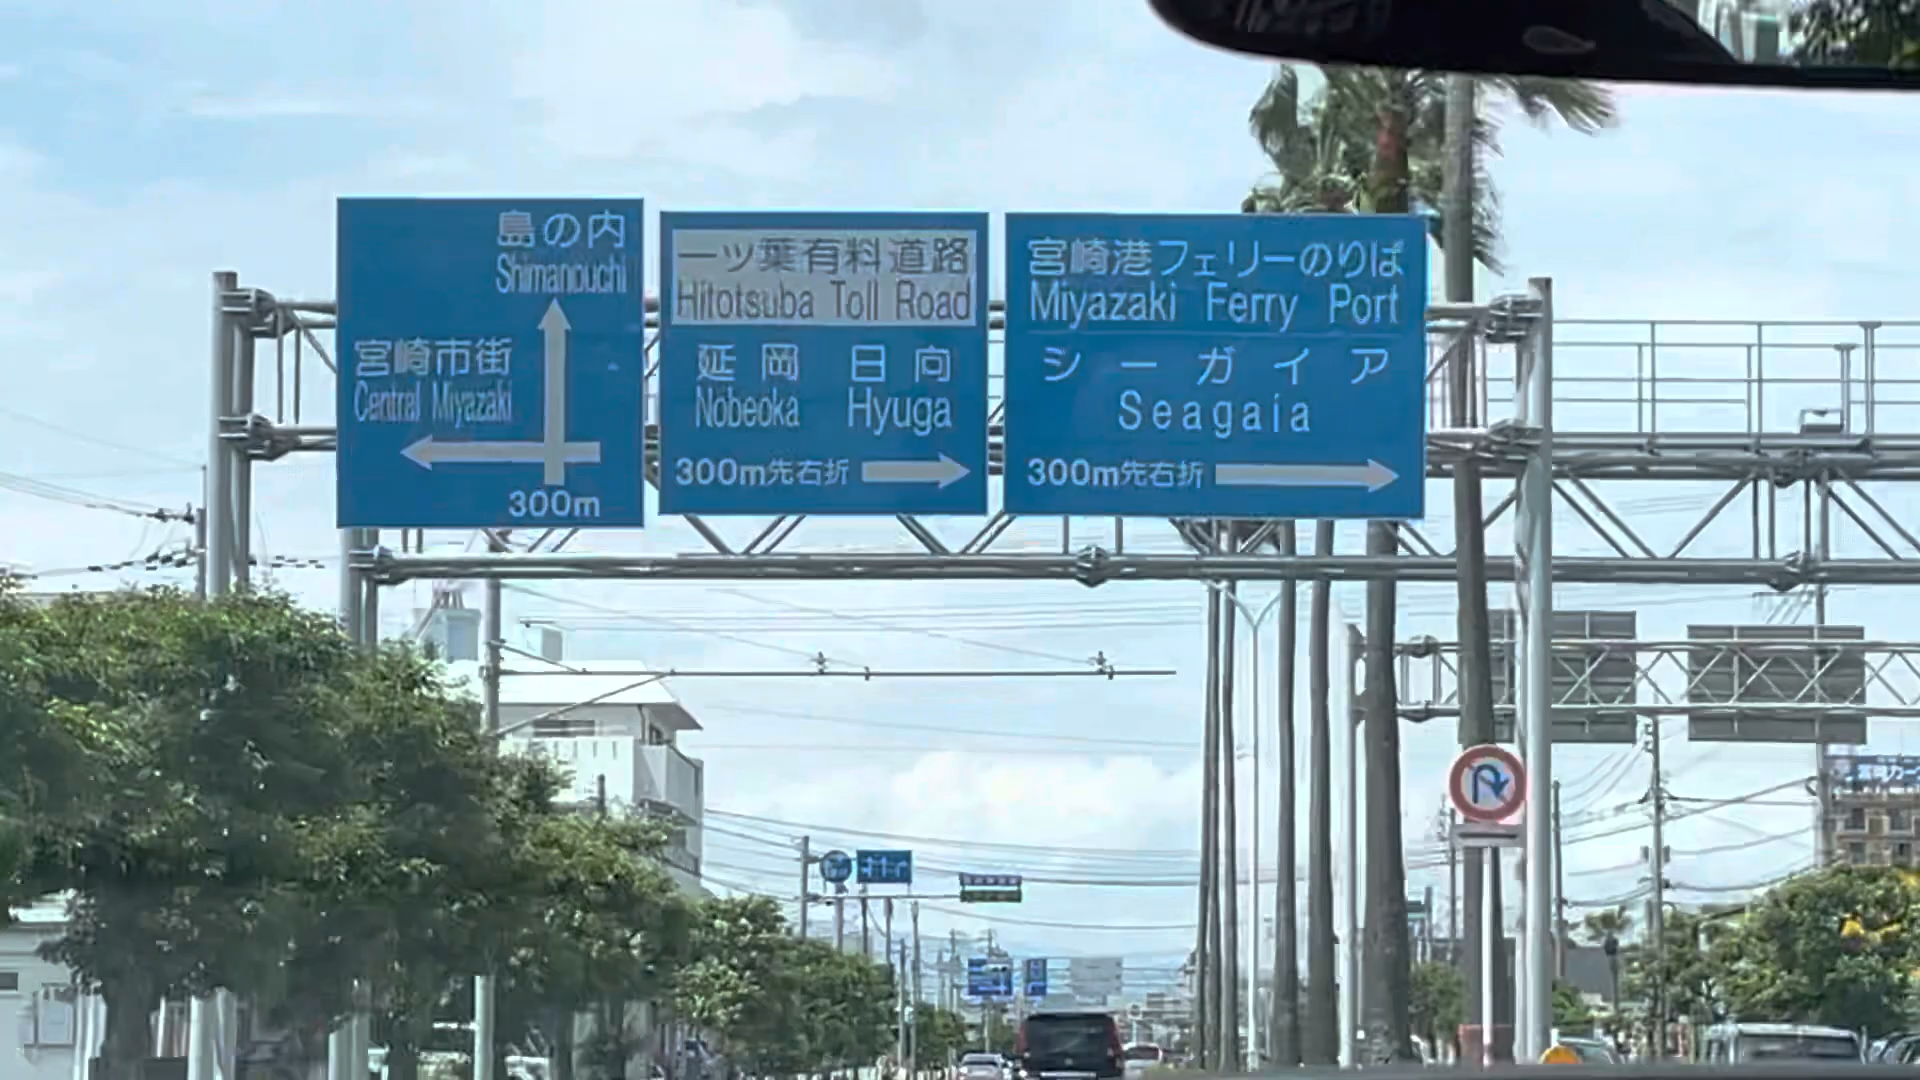 島の内
Shimanouchi
宮崎市街
Central Miyazaki
300m
一ツ葉有料道路
Hitotsuba Toll Road
延岡 日向
Nobeoka Hyuga
300m先右折
宮崎港フェリーのりば
Miyazaki Ferry Port
シーガイア
Seagaia
300m先右折